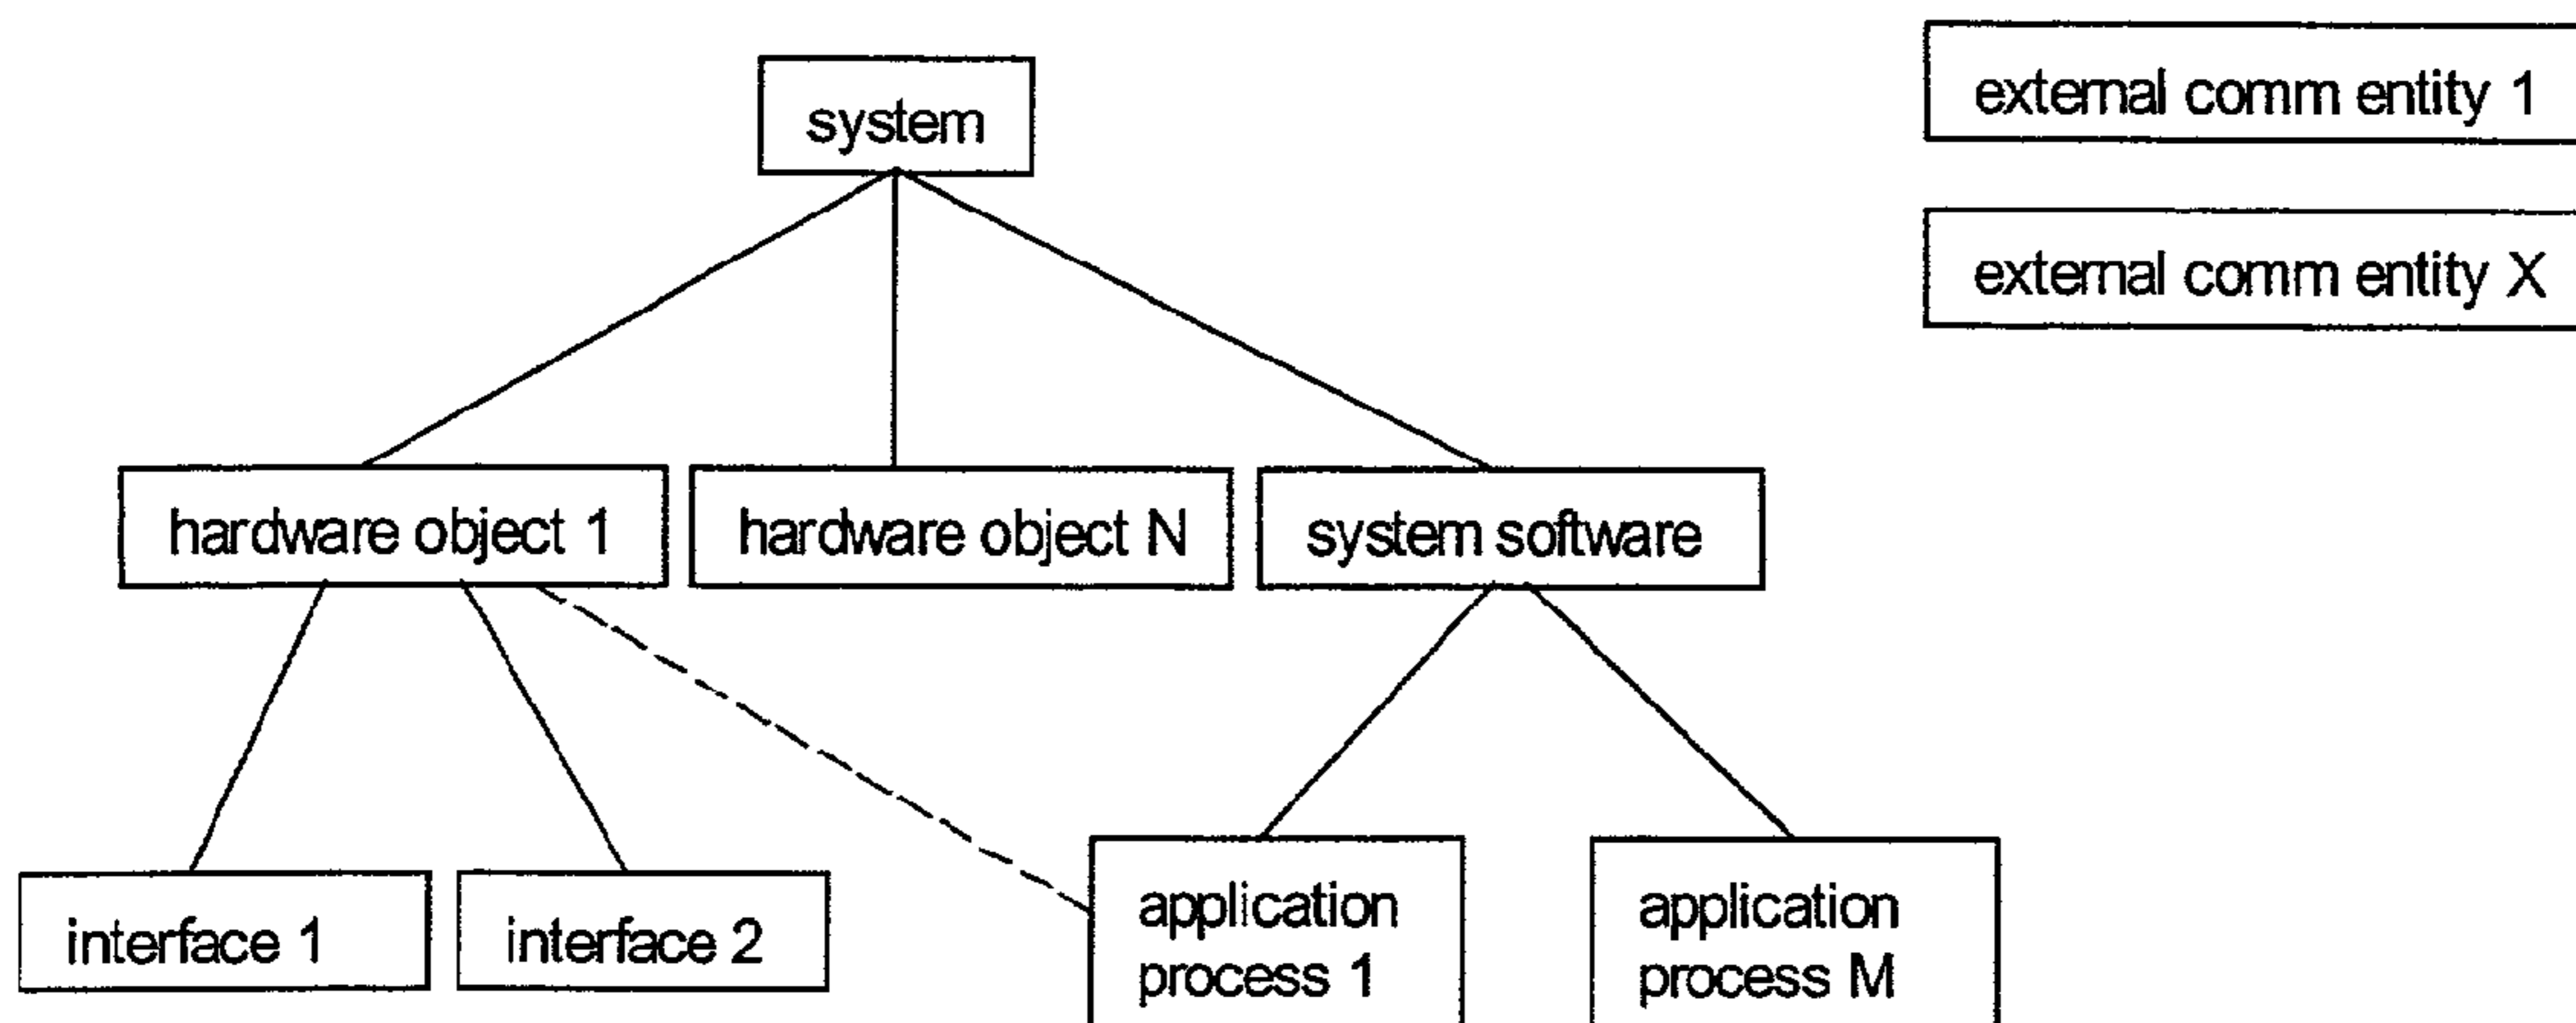 system
external comm entity 1
external comm entity X
hardware object 1
hardware object N
system software
interface 1
interface 2
application
process 1
application
process M